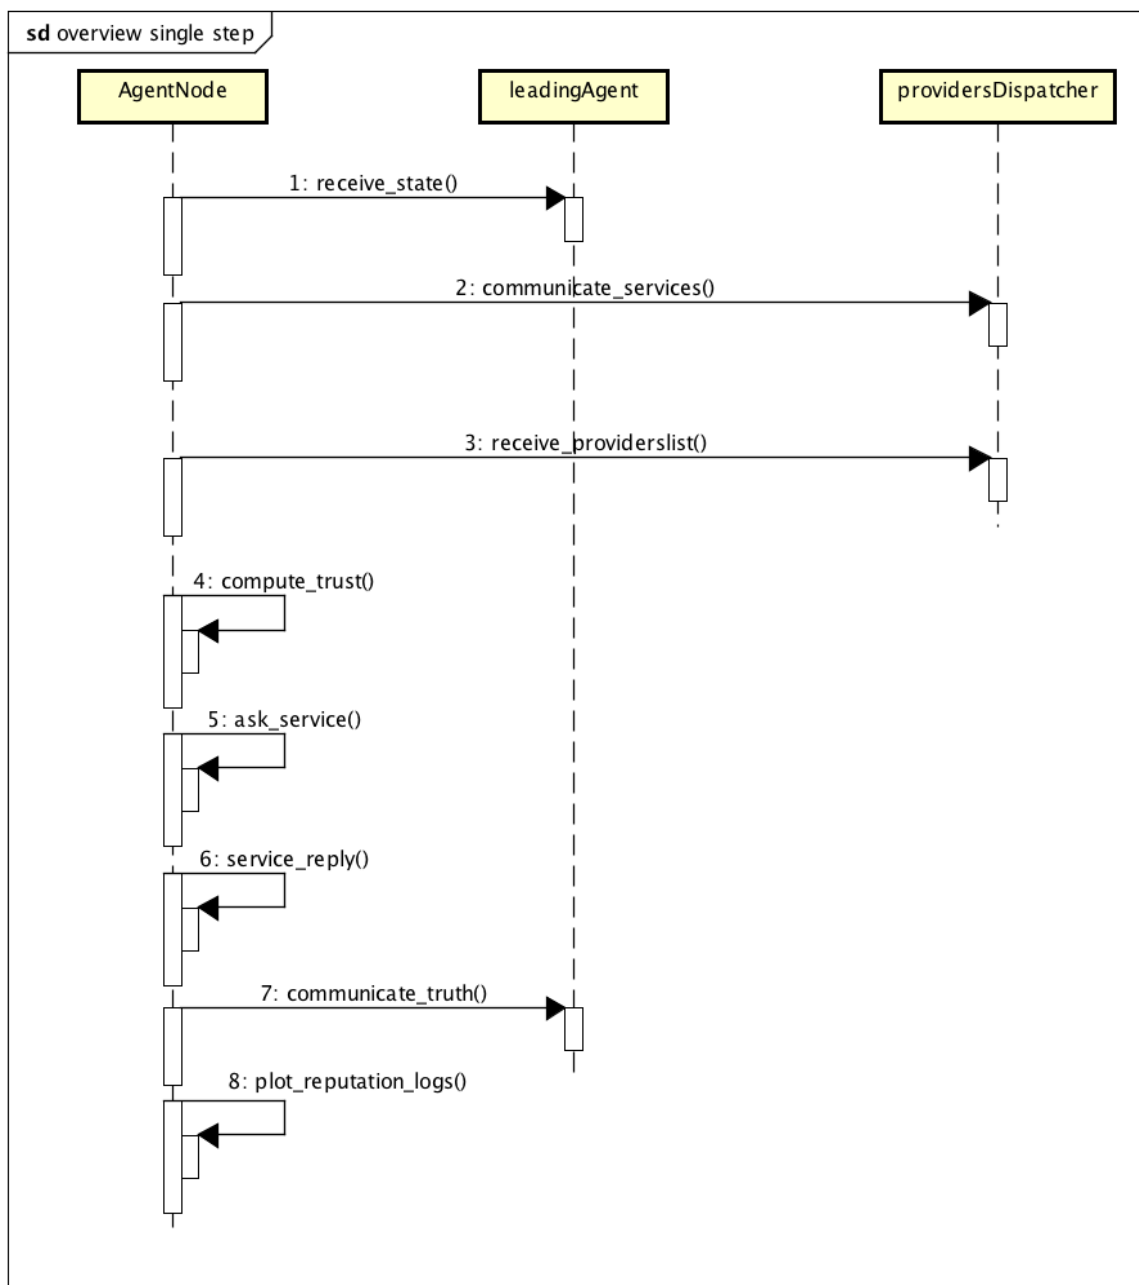 sd overview single step
AgentNode
leadingAgent
providersDispatcher
1: receive_state()
2: communicate_services()
3: receive_providerslist()
4: compute_trust()
5: ask_service()
6: service_reply()
7: communicate_truth()
8: plot_reputation_logs()